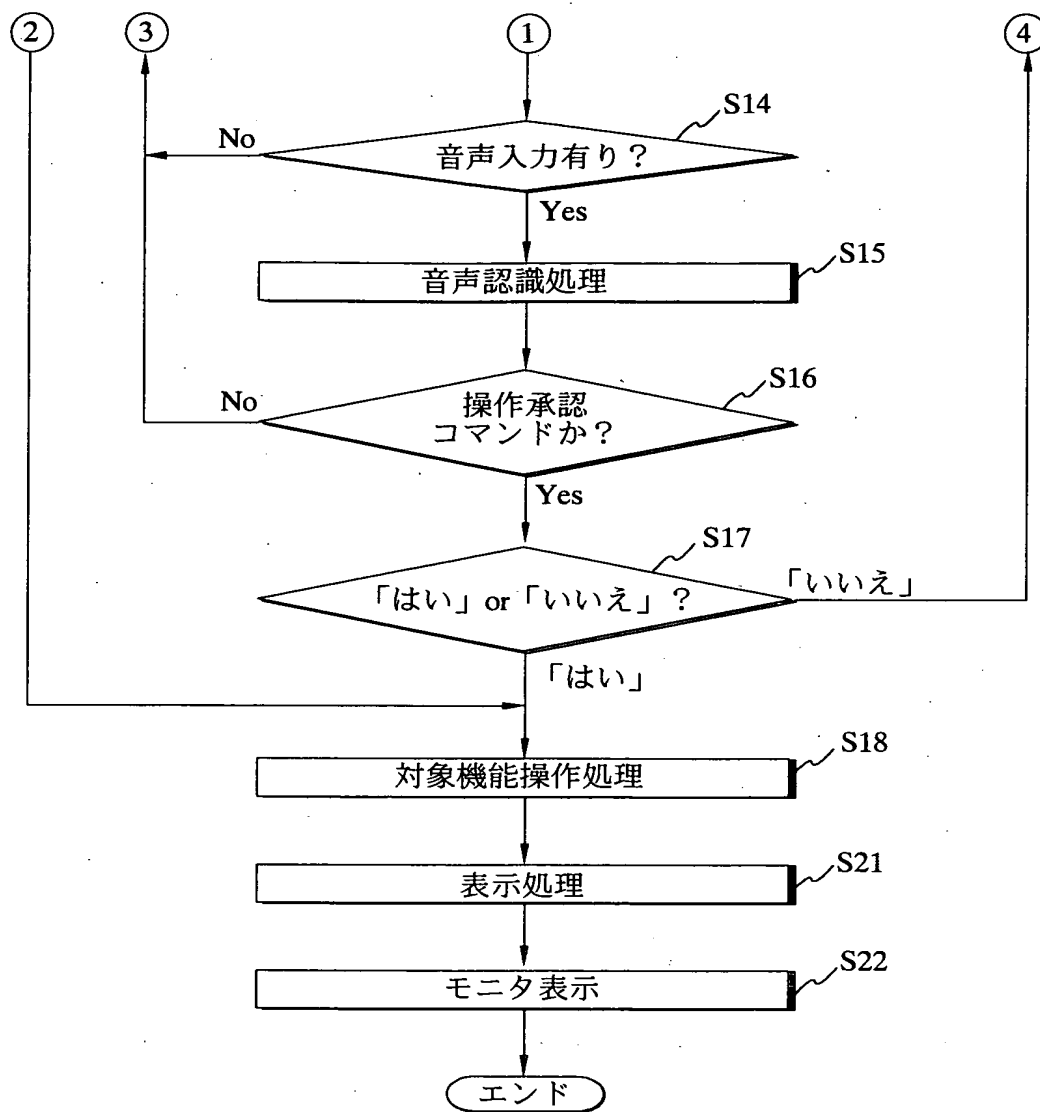 ② ③ ① ④
S14
No
音声入力有り？
Yes
S15
音声認識処理
S16
No
操作承認
コマンドか？
Yes
S17
「はい」or「いいえ」？
「いいえ」
「はい」
S18
対象機能操作処理
S21
表示処理
S22
モニタ表示
エンド